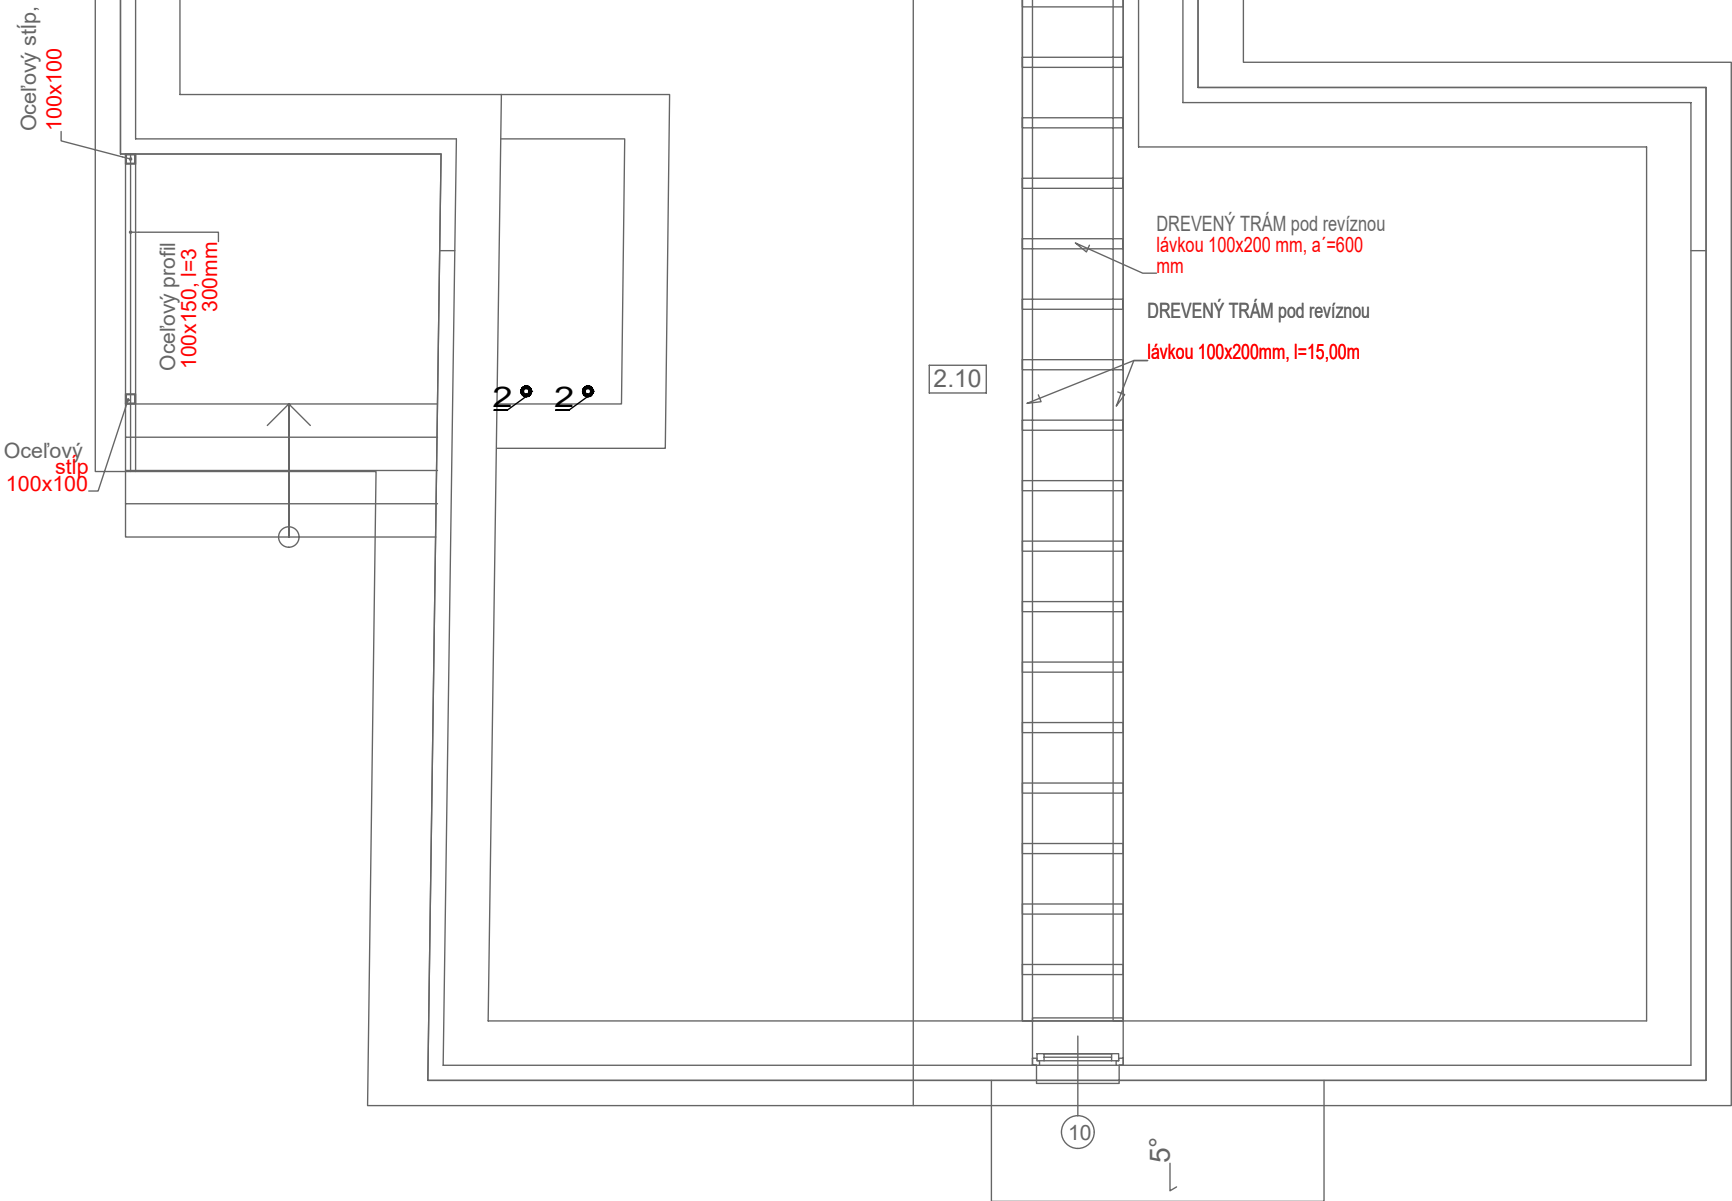 Oceľový stĺp,
100x100
Oceľový profil
100x150, l=3
300mm
Oceľový
stĺp
100x100
2
2
2.10
DREVENÝ TRÁM pod revíznou
lávkou 100x200 mm, a´=600
mm
DREVENÝ TRÁM pod revíznou
lávkou 100x200mm, l=15,00m
10
5°